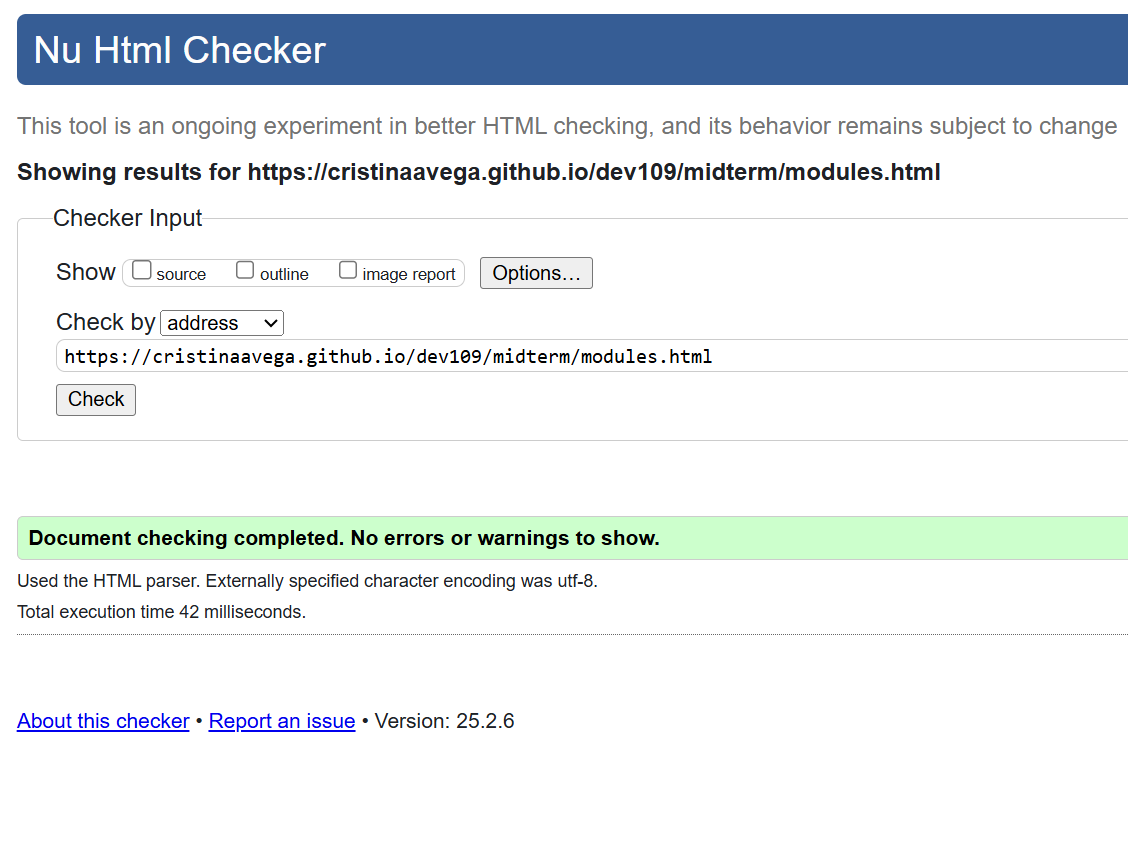 Nu Html Checker
This tool is an ongoing experiment in better HTML checking, and its behavior remains subject to change
Showing results for https://cristinaavega.github.io/dev109/midterm/modules.html
Checker Input
Show source outline image report Options…
Check by address
https://cristinaavega.github.io/dev109/midterm/modules.html
Check
Document checking completed. No errors or warnings to show.
Used the HTML parser. Externally specified character encoding was utf-8.
Total execution time 42 milliseconds.
About this checker • Report an issue • Version: 25.2.6